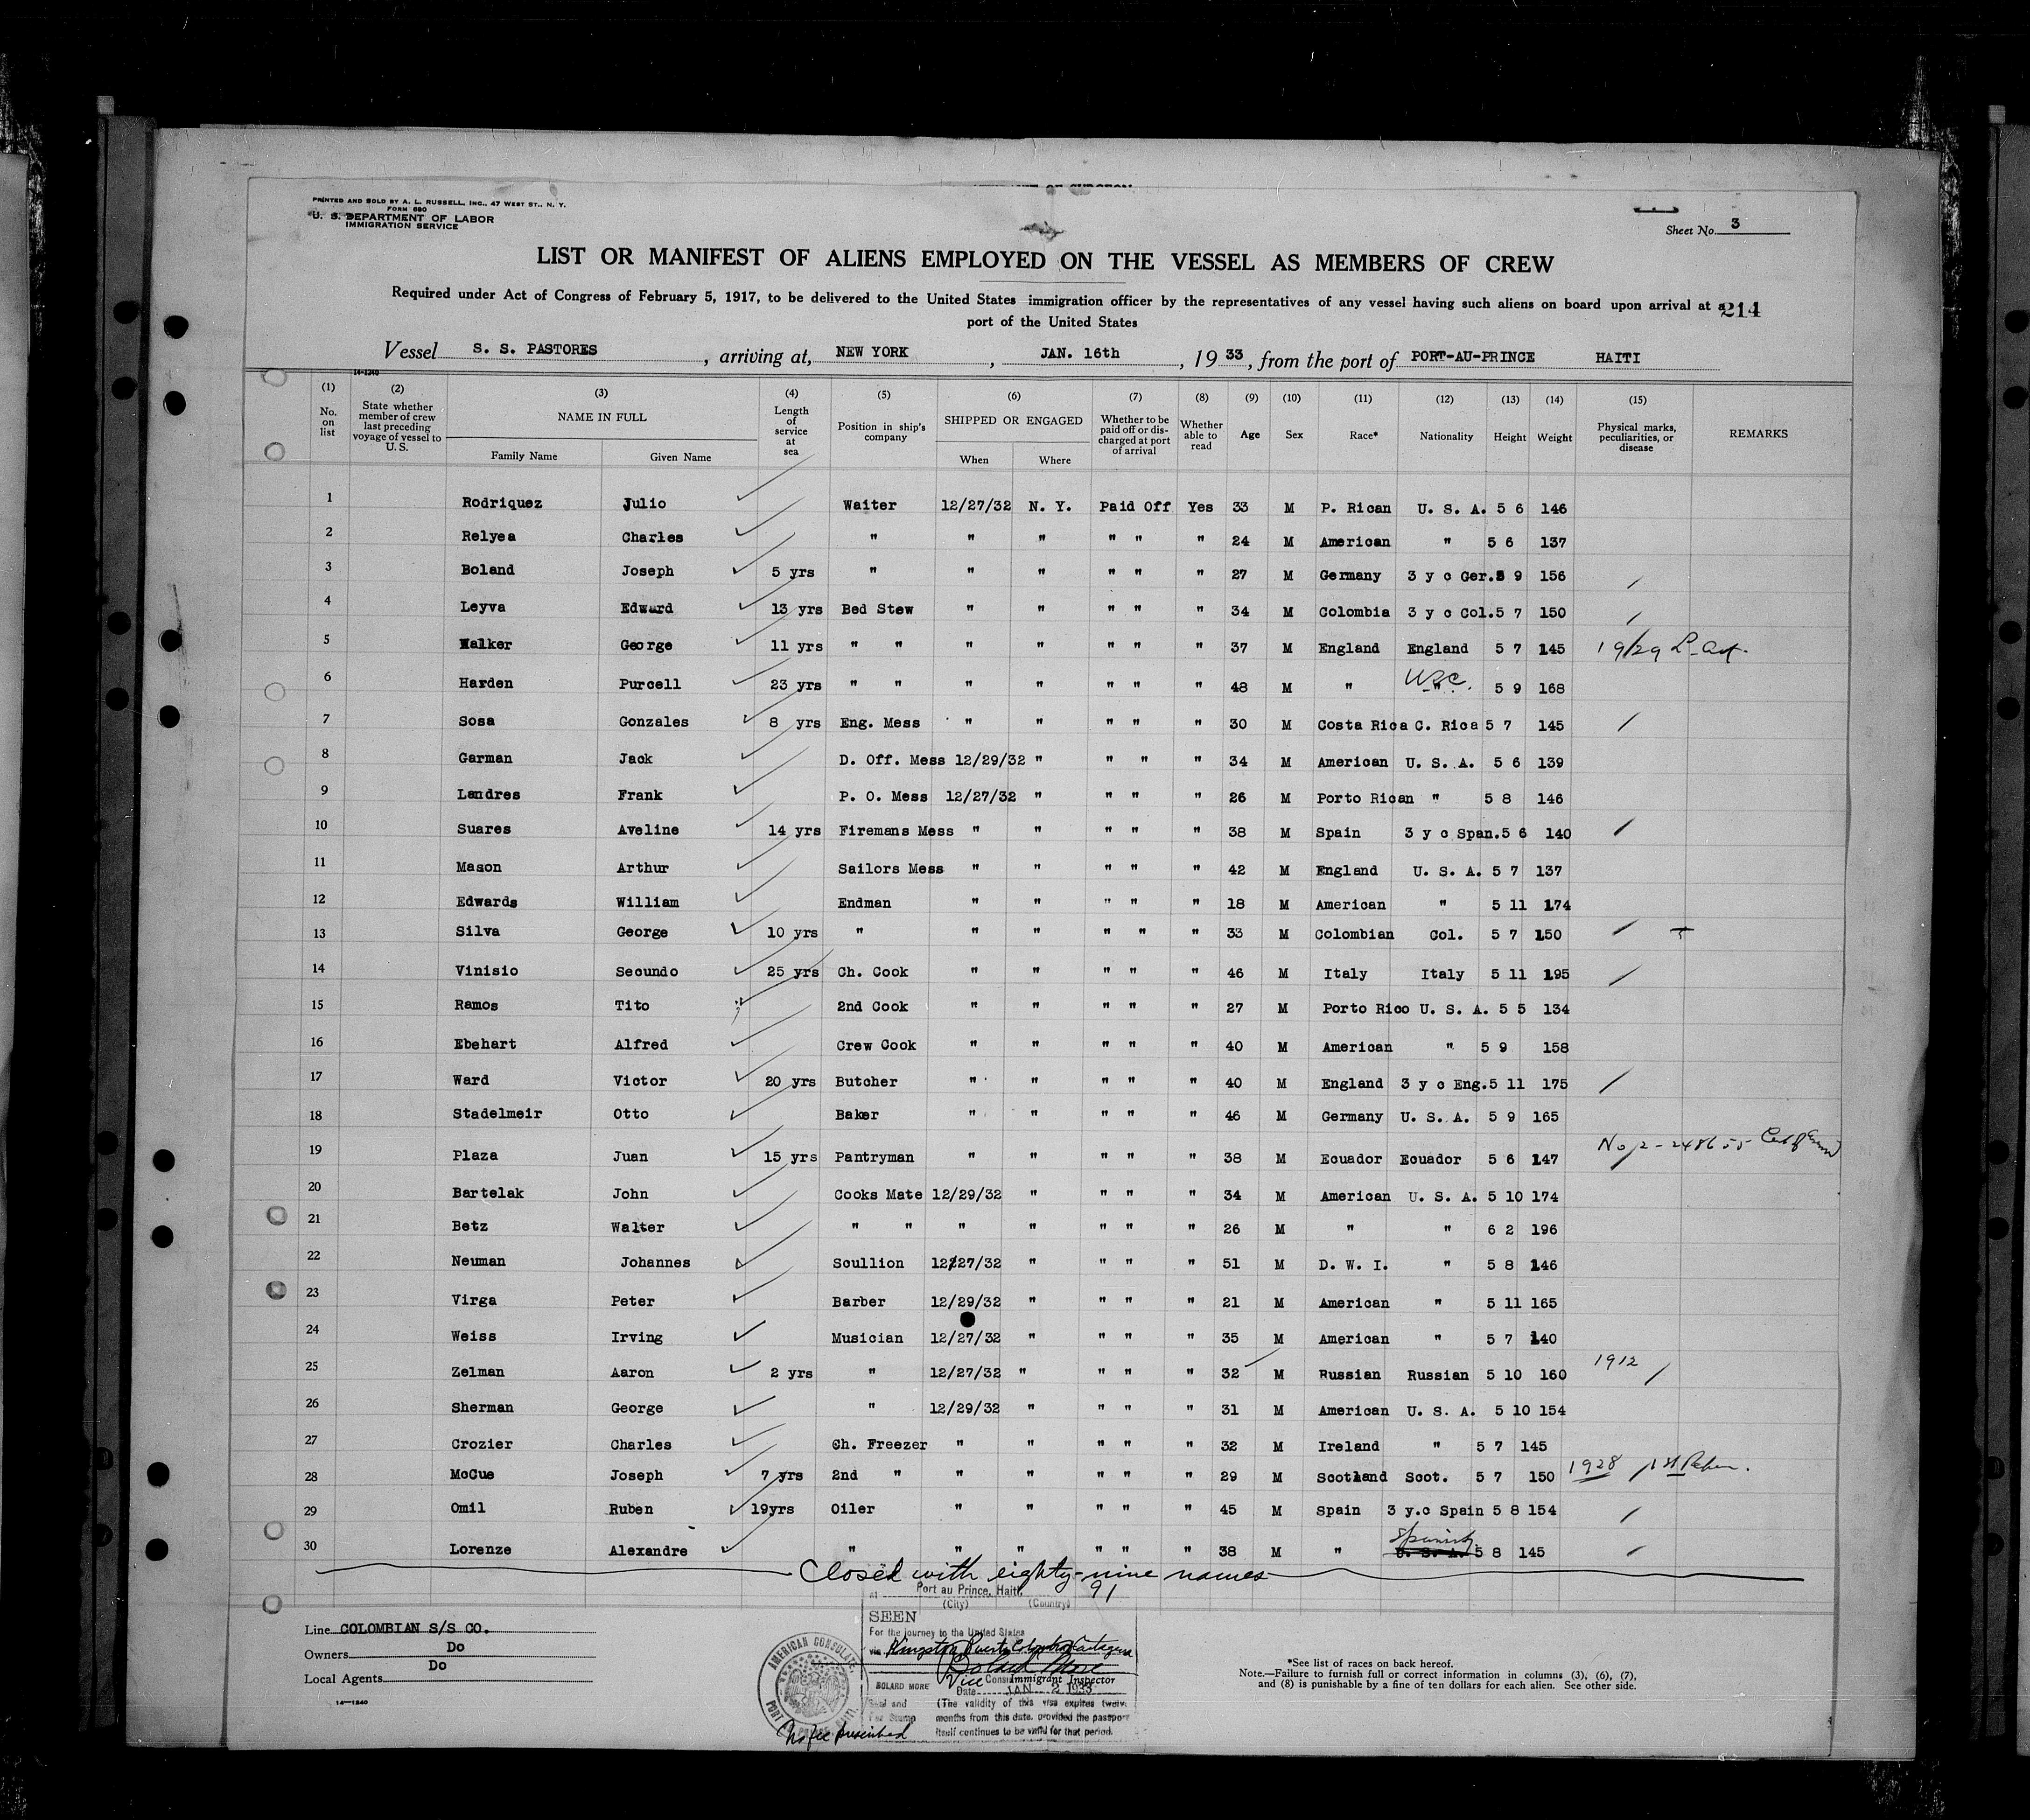 PRINTED AND SOLD BY A. L. RUSSELL, INC., 47 WEST ST., N. Y.
FORM 680
U. S. DEPARTMENT OF LABOR
IMMIGRATION SERVICE
Sheet No. 3
LIST OR MANIFEST OF ALIENS EMPLOYED ON THE VESSEL AS MEMBERS OF CREW
Required under Act of Congress of February 5, 1917, to be delivered to the United States immigration officer by the representatives of any vessel having such aliens on board upon arrival at a
214
port of the United States
Vessel S. S. PASTORES, arriving at, NEW YORK, JAN. 16th, 1933, from the port of PORT-AU-PRINCE HAITI
14-1240
(1) (2) (3) (4) (5) (6) (7) (8) (9) (10) (11) (12) (13) (14) (15)
No. on list State whether member of crew last preceding voyage of vessel to U. S. NAME IN FULL Length of service at sea Position in ship's company SHIPPED OR ENGAGED Whether to be paid off or discharged at port of arrival Whether able to read Age Sex Race* Nationality Height Weight Physical marks, peculiarities, or disease REMARKS
Family Name Given Name When Where
1 Rodriquez Julio Waiter 12/27/32 N. Y. Paid Off Yes 33 M P. Rican U. S. A. 5 6 146
2 Relyea Charles " " " " " " 24 M American " 5 6 137
3 Boland Joseph 5 yrs " " " " " " 27 M Germany 3 y c Ger. 5 9 156
4 Leyva Edward 13 yrs Bed Stew " " " " " 34 M Colombia 3 y c Col. 5 7 150
5 Walker George 11 yrs " " " " " " " 37 M England England 5 7 145 19/29
6 Harden Purcell 23 yrs " " " " " " " 48 M " " USC. 5 9 168
7 Sosa Gonzales 8 yrs Eng. Mess " " " " " 30 M Costa Rica C. Rica 5 7 145
8 Garman Jack D. Off. Mess 12/29/32 " " " " 34 M American U. S. A. 5 6 139
9 Landres Frank P. O. Mess 12/27/32 " " " " 26 M Porto Rican " 5 8 146
10 Suares Aveline 14 yrs Firemans Mess " " " " " 38 M Spain 3 y c Span. 5 6 140
11 Mason Arthur Sailors Mess " " " " " 42 M England U. S. A. 5 7 137
12 Edwards William Endman " " " " " 18 M American " 5 11 174
13 Silva George 10 yrs " " " " " " 33 M Colombian Col. 5 7 150
14 Vinisio Secundo 25 yrs Ch. Cook " " " " " 46 M Italy Italy 5 11 195
15 Ramos Tito 2nd Cook " " " " " 27 M Porto Rico U. S. A. 5 5 134
16 Ebehart Alfred Crew Cook " " " " " 40 M American " 5 9 158
17 Ward Victor 20 yrs Butcher " " " " " 40 M England 3 y c Eng. 5 11 175
18 Stadelmeir Otto Baker " " " " " 46 M Germany U. S. A. 5 9 165
19 Plaza Juan 15 yrs Pantryman " " " " " 38 M Ecuador Ecuador 5 6 147 No
20 Bartelak John Cooks Mate 12/29/32 " " " " 34 M American U. S. A. 5 10 174
21 Betz Walter " " " " " " " 26 M " " 6 2 196
22 Neuman Johannes Scullion 12/27/32 " " " " 51 M D. W. I. " 5 8 146
23 Virga Peter Barber 12/29/32 " " " " 21 M American " 5 11 165
24 Weiss Irving Musician 12/27/32 " " " " 35 M American " 5 7 140
25 Zelman Aaron 2 yrs " 12/27/32 " " " " 32 M Russian Russian 5 10 160 1912
26 Sherman George " 12/29/32 " " " " 31 M American U. S. A. 5 10 154
27 Crozier Charles Ch. Freezer " " " " " 32 M Ireland " 5 7 145
28 McCue Joseph 7 yrs 2nd " " " " " " 29 M Scotland Scot. 5 7 150 1928 1st Paper.
29 Omil Ruben 19yrs Oiler " " " " " 45 M Spain 3 y.c Spain 5 8 154
30 Lorenze Alexandre " " " " " " 38 M " U. S. A. Spanish 5 8 145
Closed with eighty-nine names
91
At Port au Prince, Haiti,
(City) (Country)
SEEN
For the journey to the United States
via Kingston, Puerto Colombia, Cartagena
Vice Consul Immigrant Inspector
BOLARD MORE
Date JAN 2 1933
Seal and
Fee Stamp
(The validity of this visa expires twelve
months from this date, provided the passport
itself continues to be valid for that period.
AMERICAN CONSULATE
No fee prescribed
Line COLOMBIAN S/S CO.
Owners Do
Local Agents Do
14—1240
*See list of races on back hereof.
Note.—Failure to furnish full or correct information in columns (3), (6), (7),
and (8) is punishable by a fine of ten dollars for each alien. See other side.